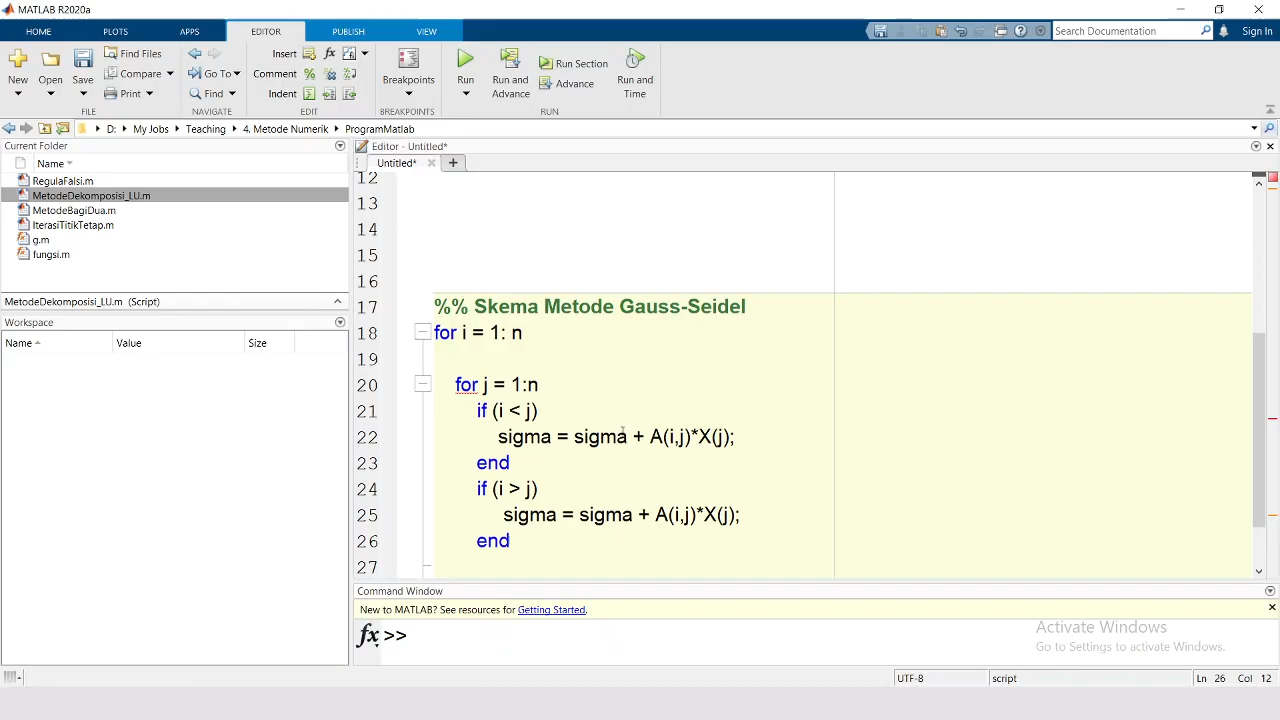 MATLAB R2020a
HOME PLOTS APPS EDITOR PUBLISH VIEW Search Documentation Sign In
New Open Save Find Files Compare Print Go To Find Insert fx Comment Indent Breakpoints Run Run and Advance Run Section Advance Run and Time
FILE NAVIGATE EDIT BREAKPOINTS RUN
D: My Jobs Teaching 4. Metode Numerik ProgramMatlab
Current Folder
Name
RegulaFalsi.m
MetodeDekomposisi_LU.m
MetodeBagiDua.m
IterasiTitikTetap.m
g.m
fungsi.m
MetodeDekomposisi_LU.m (Script)
Workspace
Name Value Size
Editor - Untitled*
Untitled* +
12
13
14
15
16
17 %% Skema Metode Gauss-Seidel
18 for i = 1: n
19
20 for j = 1:n
21 if (i < j)
22 sigma = sigma + A(i,j)*X(j);
23 end
24 if (i > j)
25 sigma = sigma + A(i,j)*X(j);
26 end
27
Command Window
New to MATLAB? See resources for Getting Started.
fx >>
Activate Windows
Go to Settings to activate Windows.
UTF-8 script Ln 26 Col 12